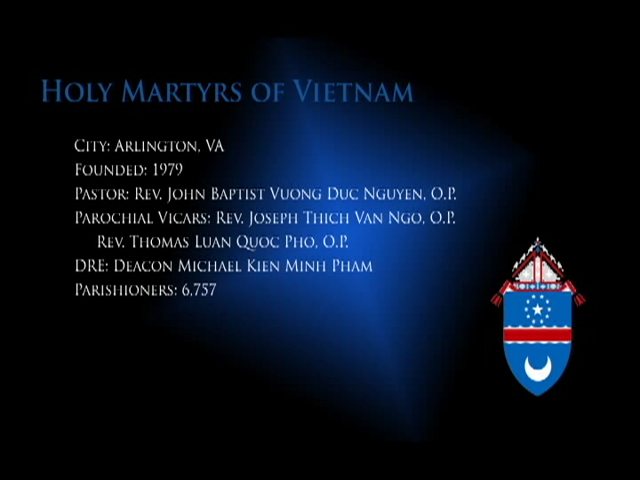 Holy Martyrs of Vietnam
City: Arlington, VA
Founded: 1979
Pastor: Rev. John Baptist Vuong Duc Nguyen, O.P.
Parochial Vicars: Rev. Joseph Thich Van Ngo, O.P.
Rev. Thomas Luan Quoc Pho, O.P.
DRE: Deacon Michael Kien Minh Pham
Parishioners: 6,757